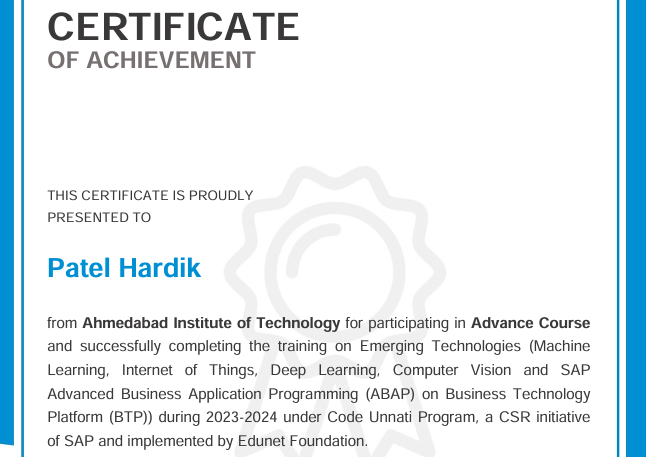 CERTIFICATE
OF ACHIEVEMENT
THIS CERTIFICATE IS PROUDLY
PRESENTED TO
Patel Hardik
from Ahmedabad Institute of Technology for participating in Advance Course
and successfully completing the training on Emerging Technologies (Machine
Learning, Internet of Things, Deep Learning, Computer Vision and SAP
Advanced Business Application Programming (ABAP) on Business Technology
Platform (BTP)) during 2023-2024 under Code Unnati Program, a CSR initiative
of SAP and implemented by Edunet Foundation.